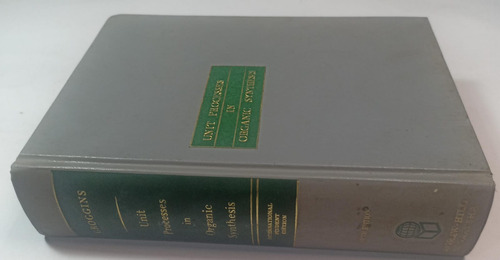 UNIT PROCESSES
IN
ORGANIC SYNTHESIS
GROGGINS
Unit
Processes
in
Organic
Synthesis
INTERNATIONAL
STUDENT
EDITION